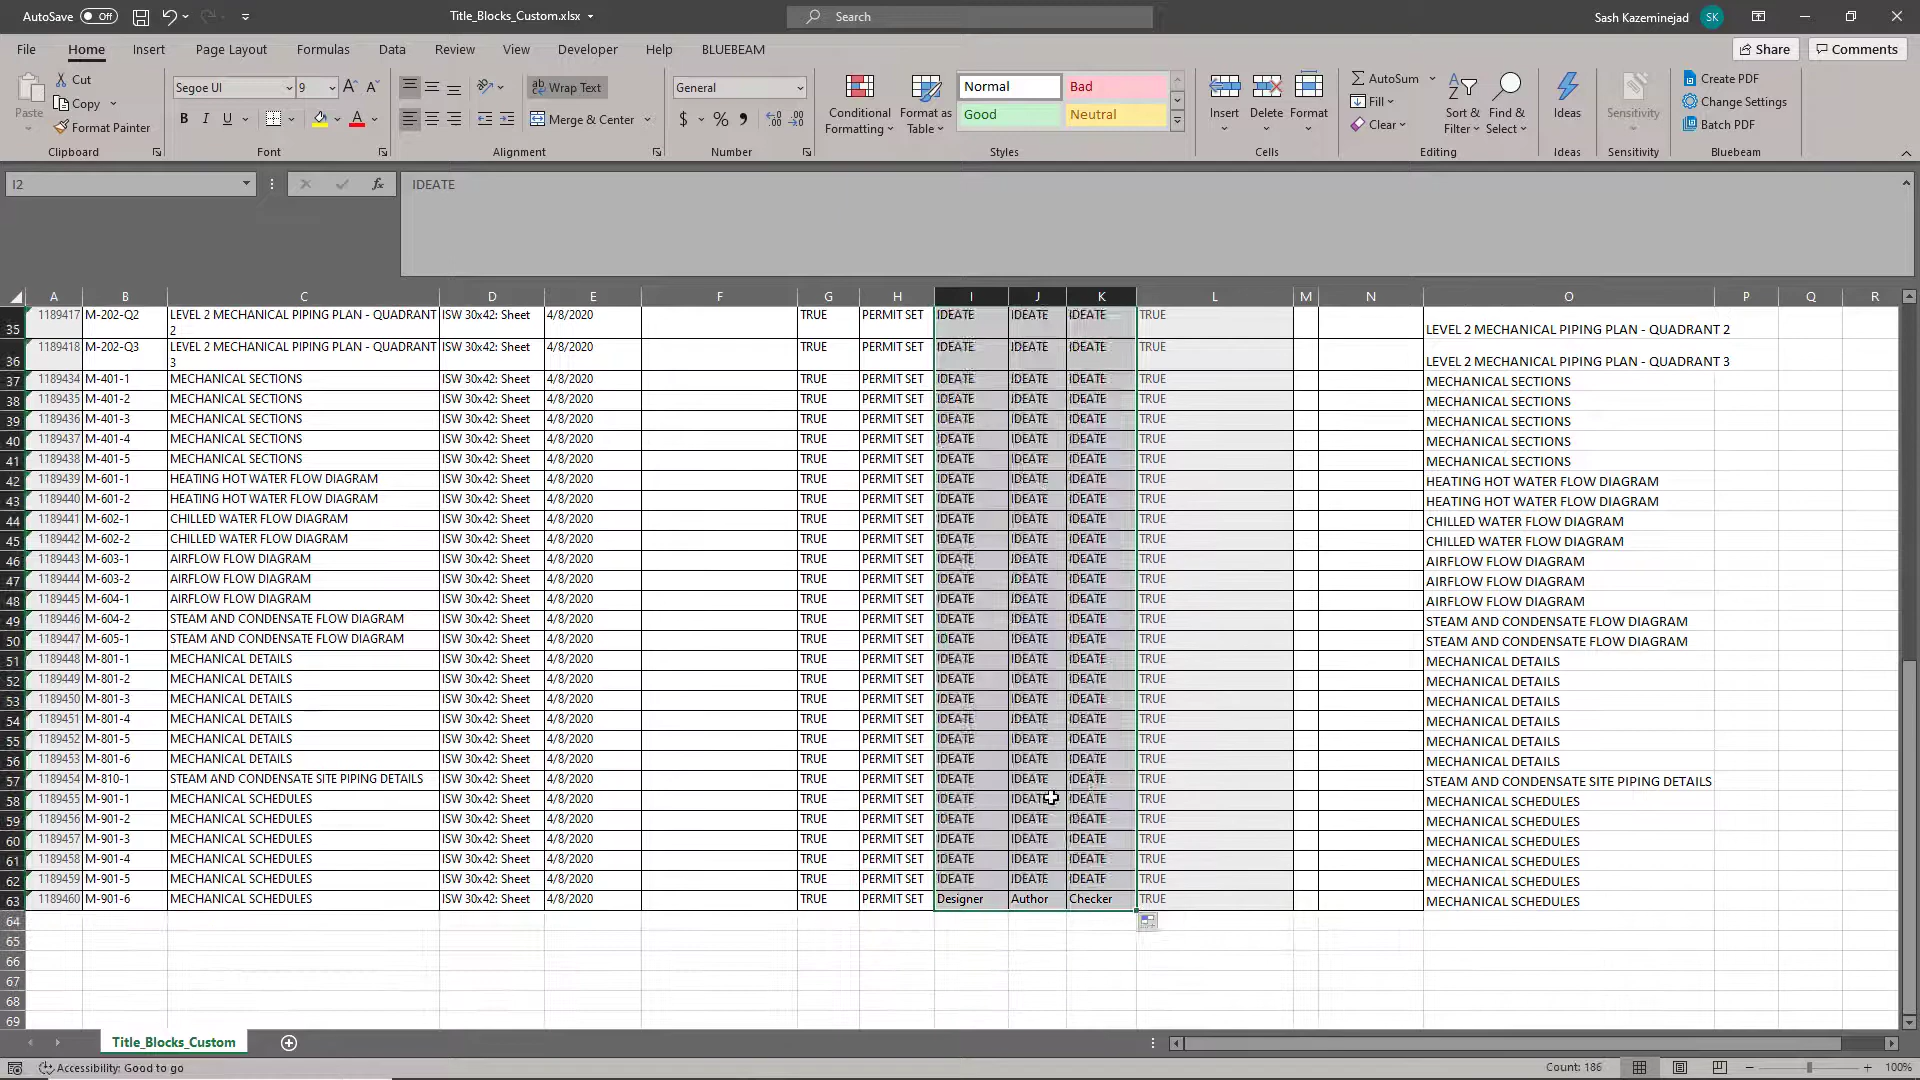 AutoSave Off Title_Blocks_Custom.xlsx Search Sash Kazeminejad SK
File Home Insert Page Layout Formulas Data Review View Developer Help BLUEBEAM Share Comments
Paste Cut Copy Format Painter Clipboard
Segoe UI 9 A A B I U A Font
Wrap Text Merge & Center Alignment
General $ % Number
Conditional Formatting Format as Table Normal Bad Good Neutral Styles
Insert Delete Format Cells
AutoSum Fill Clear Sort & Filter Find & Select Editing
Ideas Ideas
Sensitivity Sensitivity
Create PDF Change Settings Batch PDF Bluebeam
I2 fx IDEATE
A B C D E F G H I J K L M N O P Q R
35 1189417 M-202-Q2 LEVEL 2 MECHANICAL PIPING PLAN - QUADRANT 2 ISW 30x42: Sheet 4/8/2020 TRUE PERMIT SET IDEATE IDEATE IDEATE TRUE LEVEL 2 MECHANICAL PIPING PLAN - QUADRANT 2
36 1189418 M-202-Q3 LEVEL 2 MECHANICAL PIPING PLAN - QUADRANT 3 ISW 30x42: Sheet 4/8/2020 TRUE PERMIT SET IDEATE IDEATE IDEATE TRUE LEVEL 2 MECHANICAL PIPING PLAN - QUADRANT 3
37 1189434 M-401-1 MECHANICAL SECTIONS ISW 30x42: Sheet 4/8/2020 TRUE PERMIT SET IDEATE IDEATE IDEATE TRUE MECHANICAL SECTIONS
38 1189435 M-401-2 MECHANICAL SECTIONS ISW 30x42: Sheet 4/8/2020 TRUE PERMIT SET IDEATE IDEATE IDEATE TRUE MECHANICAL SECTIONS
39 1189436 M-401-3 MECHANICAL SECTIONS ISW 30x42: Sheet 4/8/2020 TRUE PERMIT SET IDEATE IDEATE IDEATE TRUE MECHANICAL SECTIONS
40 1189437 M-401-4 MECHANICAL SECTIONS ISW 30x42: Sheet 4/8/2020 TRUE PERMIT SET IDEATE IDEATE IDEATE TRUE MECHANICAL SECTIONS
41 1189438 M-401-5 MECHANICAL SECTIONS ISW 30x42: Sheet 4/8/2020 TRUE PERMIT SET IDEATE IDEATE IDEATE TRUE MECHANICAL SECTIONS
42 1189439 M-601-1 HEATING HOT WATER FLOW DIAGRAM ISW 30x42: Sheet 4/8/2020 TRUE PERMIT SET IDEATE IDEATE IDEATE TRUE HEATING HOT WATER FLOW DIAGRAM
43 1189440 M-601-2 HEATING HOT WATER FLOW DIAGRAM ISW 30x42: Sheet 4/8/2020 TRUE PERMIT SET IDEATE IDEATE IDEATE TRUE HEATING HOT WATER FLOW DIAGRAM
44 1189441 M-602-1 CHILLED WATER FLOW DIAGRAM ISW 30x42: Sheet 4/8/2020 TRUE PERMIT SET IDEATE IDEATE IDEATE TRUE CHILLED WATER FLOW DIAGRAM
45 1189442 M-602-2 CHILLED WATER FLOW DIAGRAM ISW 30x42: Sheet 4/8/2020 TRUE PERMIT SET IDEATE IDEATE IDEATE TRUE CHILLED WATER FLOW DIAGRAM
46 1189443 M-603-1 AIRFLOW FLOW DIAGRAM ISW 30x42: Sheet 4/8/2020 TRUE PERMIT SET IDEATE IDEATE IDEATE TRUE AIRFLOW FLOW DIAGRAM
47 1189444 M-603-2 AIRFLOW FLOW DIAGRAM ISW 30x42: Sheet 4/8/2020 TRUE PERMIT SET IDEATE IDEATE IDEATE TRUE AIRFLOW FLOW DIAGRAM
48 1189445 M-604-1 AIRFLOW FLOW DIAGRAM ISW 30x42: Sheet 4/8/2020 TRUE PERMIT SET IDEATE IDEATE IDEATE TRUE AIRFLOW FLOW DIAGRAM
49 1189446 M-604-2 STEAM AND CONDENSATE FLOW DIAGRAM ISW 30x42: Sheet 4/8/2020 TRUE PERMIT SET IDEATE IDEATE IDEATE TRUE STEAM AND CONDENSATE FLOW DIAGRAM
50 1189447 M-605-1 STEAM AND CONDENSATE FLOW DIAGRAM ISW 30x42: Sheet 4/8/2020 TRUE PERMIT SET IDEATE IDEATE IDEATE TRUE STEAM AND CONDENSATE FLOW DIAGRAM
51 1189448 M-801-1 MECHANICAL DETAILS ISW 30x42: Sheet 4/8/2020 TRUE PERMIT SET IDEATE IDEATE IDEATE TRUE MECHANICAL DETAILS
52 1189449 M-801-2 MECHANICAL DETAILS ISW 30x42: Sheet 4/8/2020 TRUE PERMIT SET IDEATE IDEATE IDEATE TRUE MECHANICAL DETAILS
53 1189450 M-801-3 MECHANICAL DETAILS ISW 30x42: Sheet 4/8/2020 TRUE PERMIT SET IDEATE IDEATE IDEATE TRUE MECHANICAL DETAILS
54 1189451 M-801-4 MECHANICAL DETAILS ISW 30x42: Sheet 4/8/2020 TRUE PERMIT SET IDEATE IDEATE IDEATE TRUE MECHANICAL DETAILS
55 1189452 M-801-5 MECHANICAL DETAILS ISW 30x42: Sheet 4/8/2020 TRUE PERMIT SET IDEATE IDEATE IDEATE TRUE MECHANICAL DETAILS
56 1189453 M-801-6 MECHANICAL DETAILS ISW 30x42: Sheet 4/8/2020 TRUE PERMIT SET IDEATE IDEATE IDEATE TRUE MECHANICAL DETAILS
57 1189454 M-810-1 STEAM AND CONDENSATE SITE PIPING DETAILS ISW 30x42: Sheet 4/8/2020 TRUE PERMIT SET IDEATE IDEATE IDEATE TRUE STEAM AND CONDENSATE SITE PIPING DETAILS
58 1189455 M-901-1 MECHANICAL SCHEDULES ISW 30x42: Sheet 4/8/2020 TRUE PERMIT SET IDEATE IDEATE IDEATE TRUE MECHANICAL SCHEDULES
59 1189456 M-901-2 MECHANICAL SCHEDULES ISW 30x42: Sheet 4/8/2020 TRUE PERMIT SET IDEATE IDEATE IDEATE TRUE MECHANICAL SCHEDULES
60 1189457 M-901-3 MECHANICAL SCHEDULES ISW 30x42: Sheet 4/8/2020 TRUE PERMIT SET IDEATE IDEATE IDEATE TRUE MECHANICAL SCHEDULES
61 1189458 M-901-4 MECHANICAL SCHEDULES ISW 30x42: Sheet 4/8/2020 TRUE PERMIT SET IDEATE IDEATE IDEATE TRUE MECHANICAL SCHEDULES
62 1189459 M-901-5 MECHANICAL SCHEDULES ISW 30x42: Sheet 4/8/2020 TRUE PERMIT SET IDEATE IDEATE IDEATE TRUE MECHANICAL SCHEDULES
63 1189460 M-901-6 MECHANICAL SCHEDULES ISW 30x42: Sheet 4/8/2020 TRUE PERMIT SET Designer Author Checker TRUE MECHANICAL SCHEDULES
64
65
66
67
68
69
Title_Blocks_Custom
Accessibility: Good to go Count: 186 100%